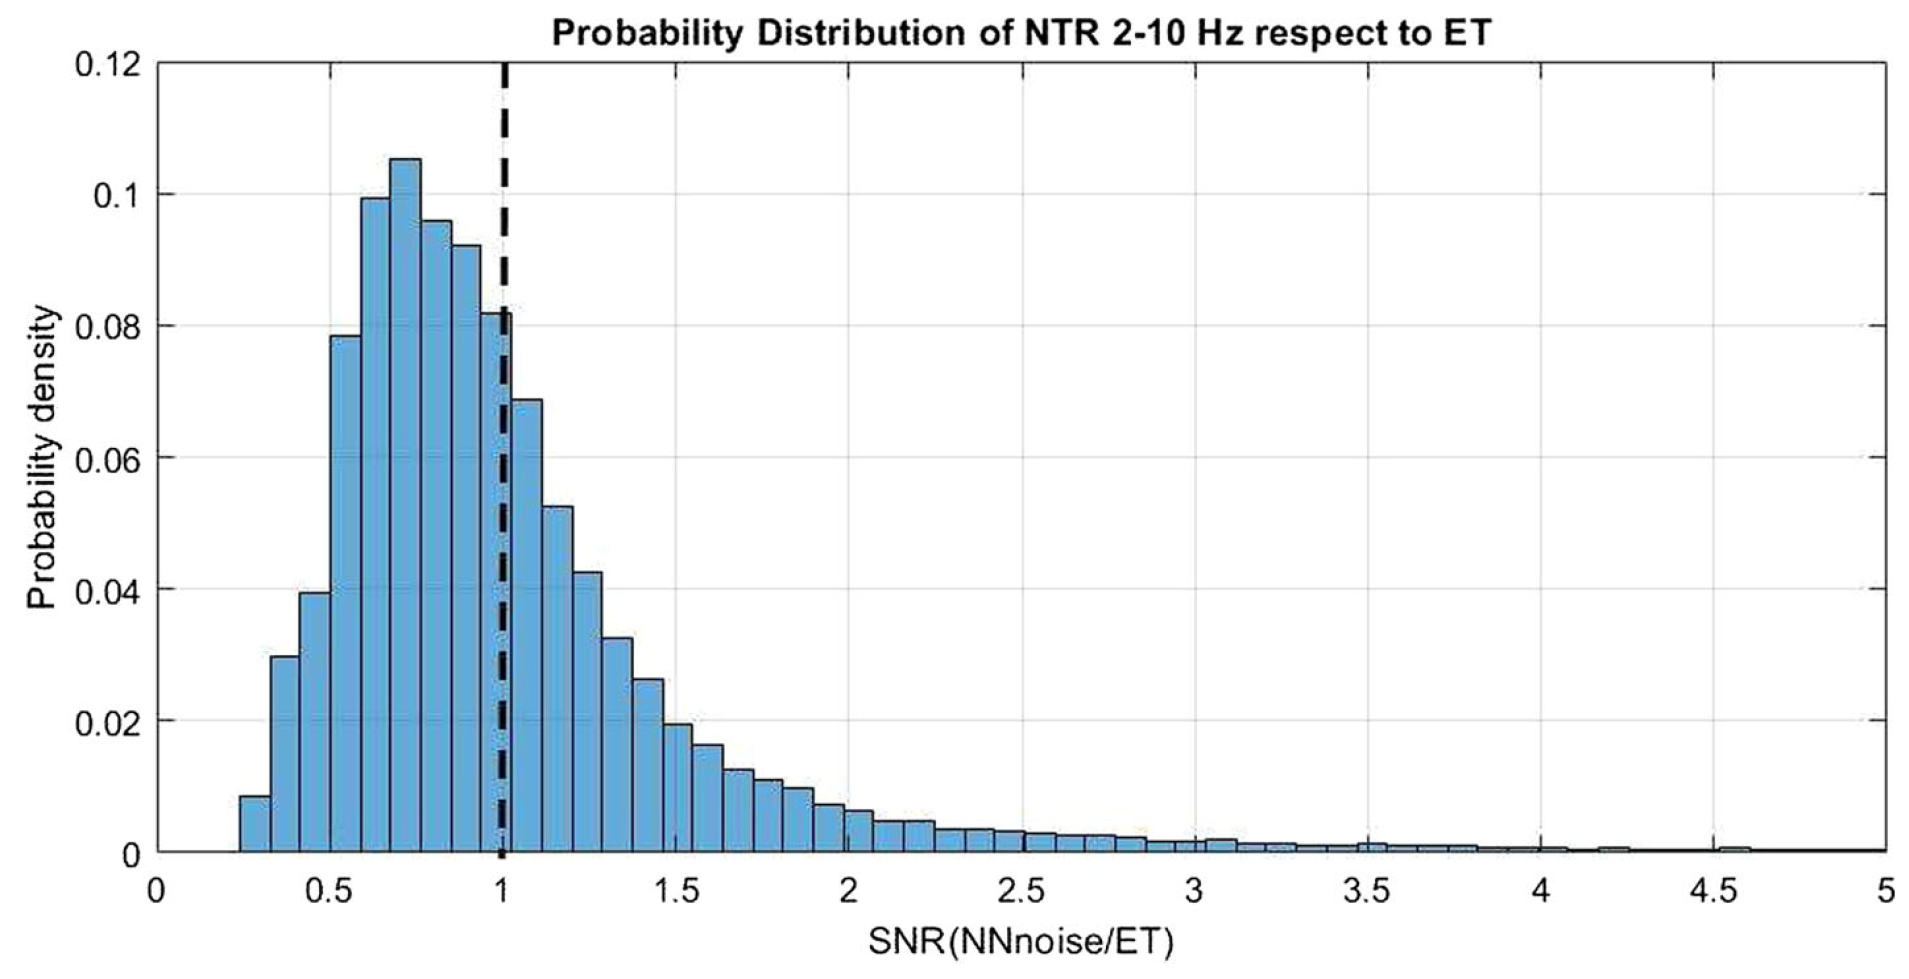 Probability Distribution of NTR 2-10 Hz respect to ET
Probability density
0.12
0.1
0.08
0.06
0.04
0.02
0
0 0.5 1 1.5 2 2.5 3 3.5 4 4.5 5
SNR(NNnoise/ET)